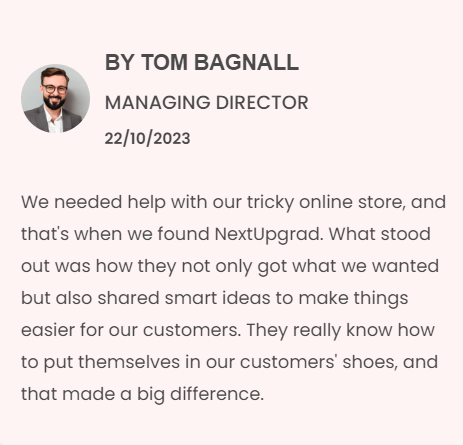 BY TOM BAGNALL
MANAGING DIRECTOR
22/10/2023
We needed help with our tricky online store, and
that's when we found NextUpgrad. What stood
out was how they not only got what we wanted
but also shared smart ideas to make things
easier for our customers. They really know how
to put themselves in our customers' shoes, and
that made a big difference.